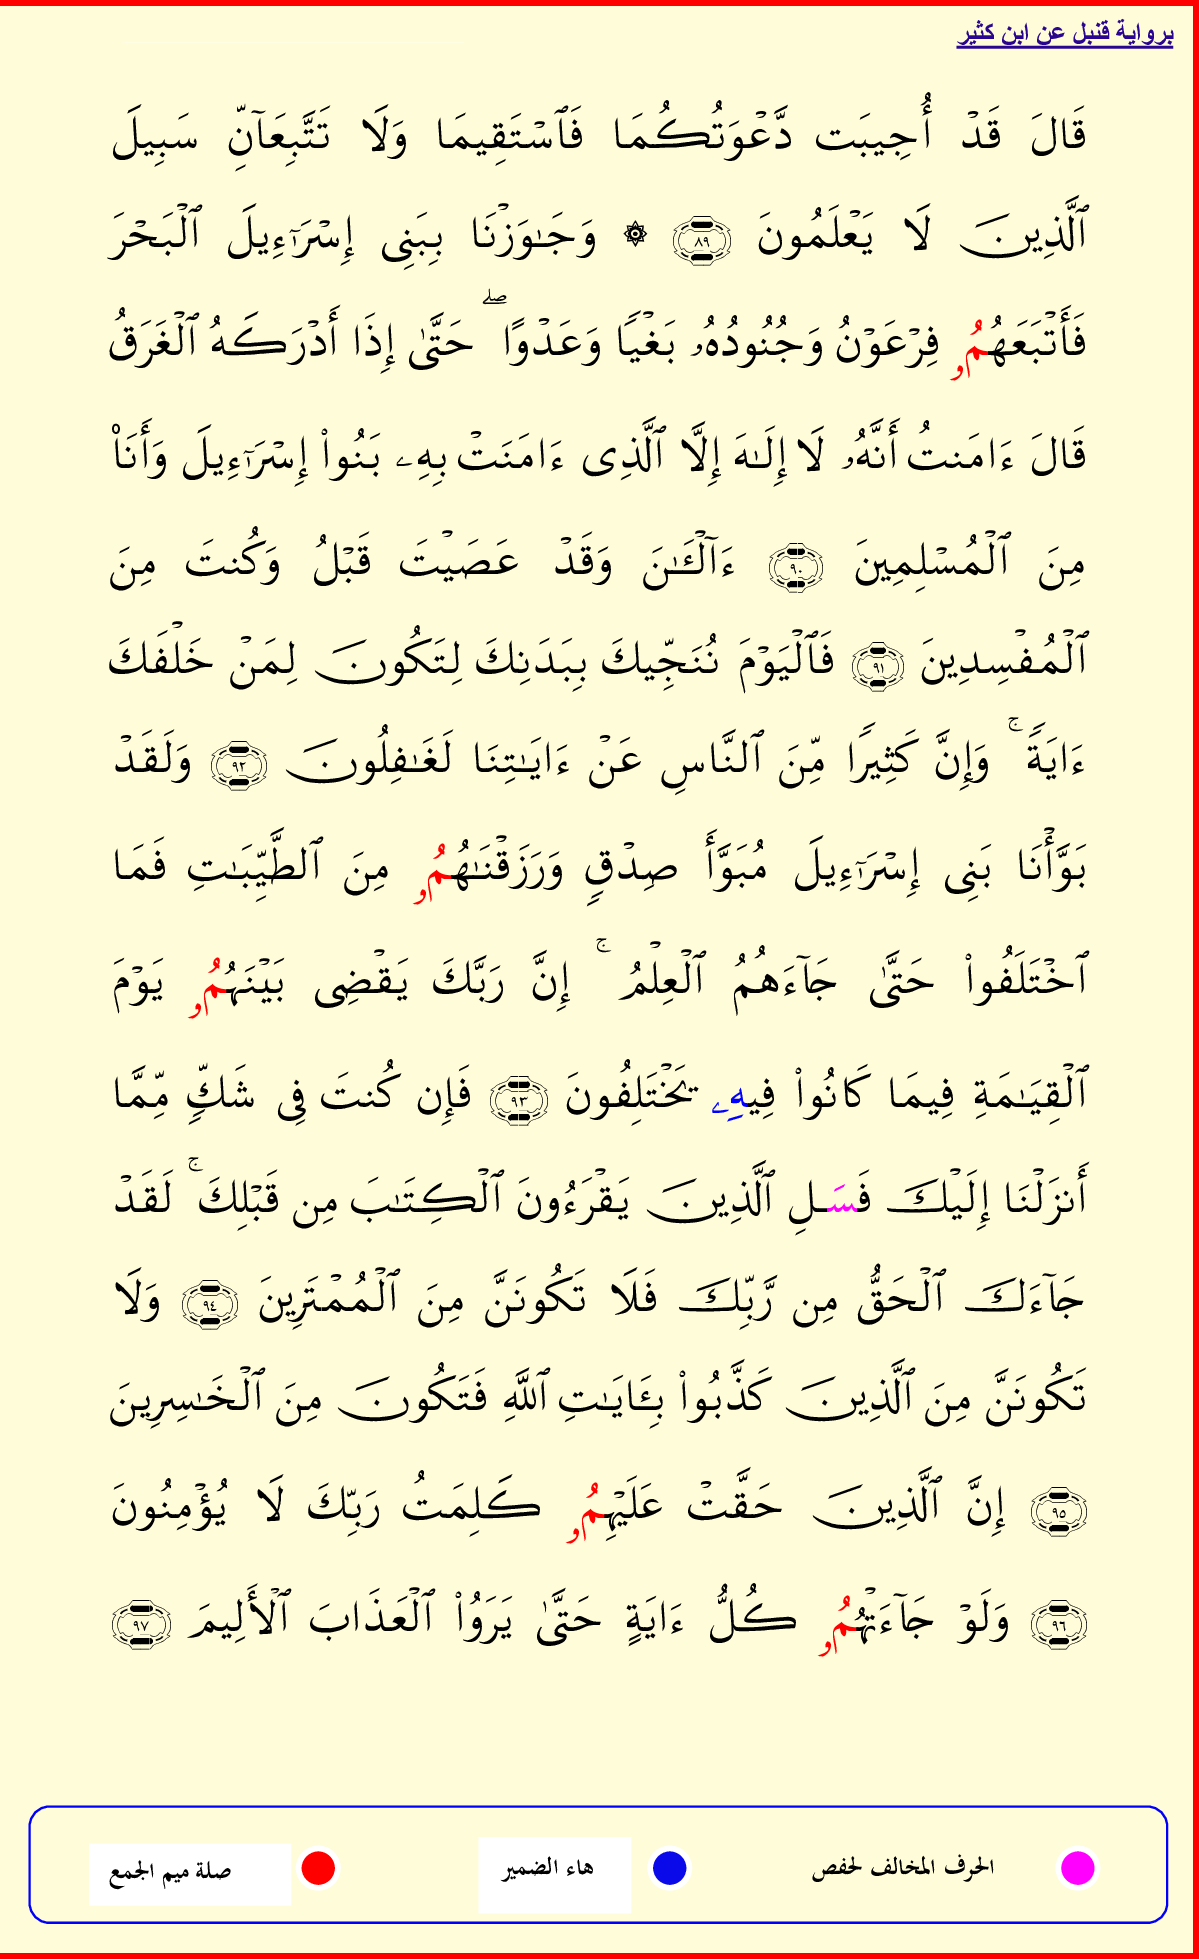 برواية قنبل عن ابن كثير
قَالَ قَدۡ أُجِيبَت دَّعۡوَتُكُمَا فَٱسۡتَقِيمَا وَلَا تَتَّبِعَآنِّ سَبِيلَ
ٱلَّذِينَ لَا يَعۡلَمُونَ ٨٩ ۞ وَجَٰوَزۡنَا بِبَنِى إِسۡرَٰٓءِيلَ ٱلۡبَحۡرَ
فَأَتۡبَعَهُمُۥ فِرۡعَوۡنُ وَجُنُودُهُۥ بَغۡيٗا وَعَدۡوًاۖ حَتَّىٰٓ إِذَا أَدۡرَكَهُ ٱلۡغَرَقُ
قَالَ ءَامَنتُ أَنَّهُۥ لَا إِلَٰهَ إِلَّا ٱلَّذِى ءَامَنَتۡ بِهِۦ بَنُواْ إِسۡرَٰٓءِيلَ وَأَنَا۠
مِنَ ٱلۡمُسۡلِمِينَ ٩٠ ءَآلۡـَٰٔنَ وَقَدۡ عَصَيۡتَ قَبۡلُ وَكُنتَ مِنَ
ٱلۡمُفۡسِدِينَ ٩١ فَٱلۡيَوۡمَ نُنَجِّيكَ بِبَدَنِكَ لِتَكُونَ لِمَنۡ خَلۡفَكَ
ءَايَةٗۚ وَإِنَّ كَثِيرٗا مِّنَ ٱلنَّاسِ عَنۡ ءَايَٰتِنَا لَغَٰفِلُونَ ٩٢ وَلَقَدۡ
بَوَّأۡنَا بَنِى إِسۡرَٰٓءِيلَ مُبَوَّأَ صِدۡقٖ وَرَزَقۡنَٰهُمُۥ مِنَ ٱلطَّيِّبَٰتِ فَمَا
ٱخۡتَلَفُواْ حَتَّىٰ جَآءَهُمُ ٱلۡعِلۡمُۚ إِنَّ رَبَّكَ يَقۡضِى بَيۡنَهُمُۥ يَوۡمَ
ٱلۡقِيَٰمَةِ فِيمَا كَانُواْ فِيهِۦ يَخۡتَلِفُونَ ٩٣ فَإِن كُنتَ فِى شَكّٖ مِّمَّا
أَنزَلۡنَا إِلَيۡكَ فَسَلِ ٱلَّذِينَ يَقۡرَءُونَ ٱلۡكِتَٰبَ مِن قَبۡلِكَۚ لَقَدۡ
جَآءَكَ ٱلۡحَقُّ مِن رَّبِّكَ فَلَا تَكُونَنَّ مِنَ ٱلۡمُمۡتَرِينَ ٩٤ وَلَا
تَكُونَنَّ مِنَ ٱلَّذِينَ كَذَّبُواْ بِـَٔايَٰتِ ٱللَّهِ فَتَكُونَ مِنَ ٱلۡخَٰسِرِينَ
٩٥ إِنَّ ٱلَّذِينَ حَقَّتۡ عَلَيۡهِمُۥ كَلِمَتُ رَبِّكَ لَا يُؤۡمِنُونَ
٩٦ وَلَوۡ جَآءَتۡهُمُۥ كُلُّ ءَايَةٍ حَتَّىٰ يَرَوُاْ ٱلۡعَذَابَ ٱلۡأَلِيمَ ٩٧
الحرف المخالف لحفص هاء الضمير صلة ميم الجمع